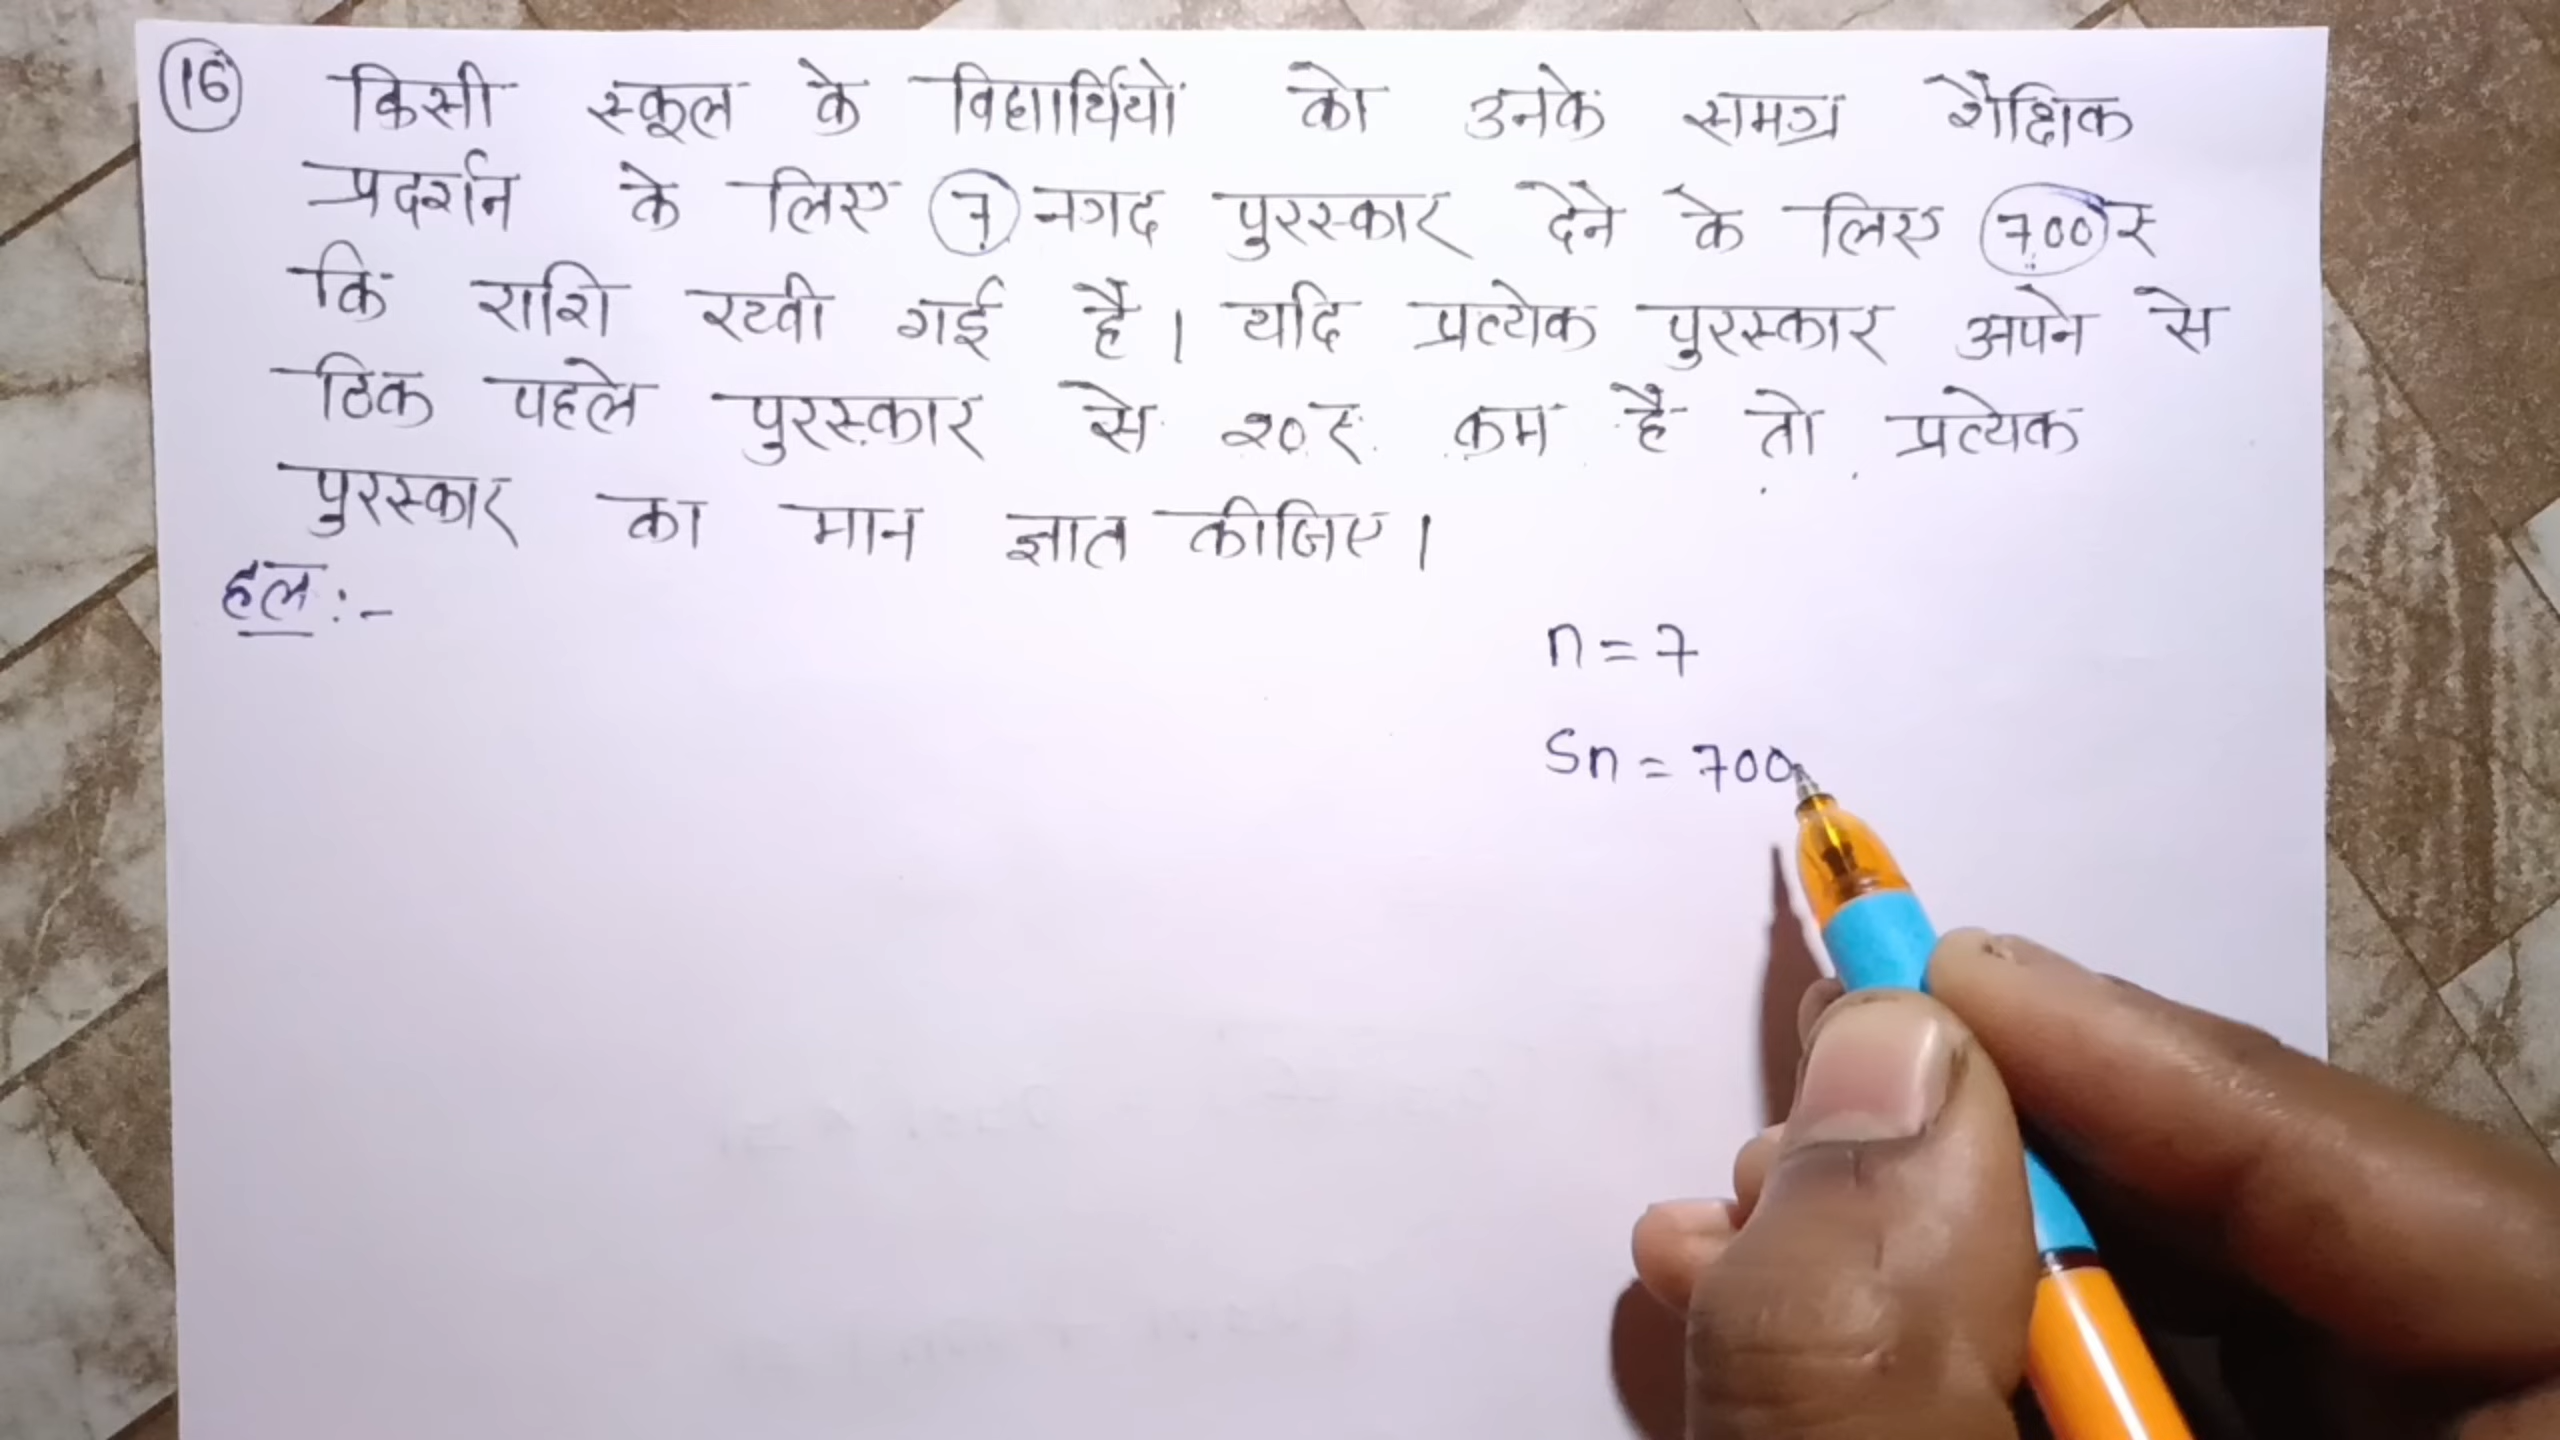 16 किसी स्कूल के विद्यार्थियो को उनके समग्र शैक्षिक
प्रदर्शन के लिए 7 नगद पुरस्कार देने के लिए 700 रु
कि राशि रखी गई है। यदि प्रत्येक पुरस्कार अपने से
ठिक पहले पुरस्कार से 20 रु कम है तो प्रत्येक
पुरस्कार का मान ज्ञात कीजिए।
हल :-
n = 7
Sn = 700